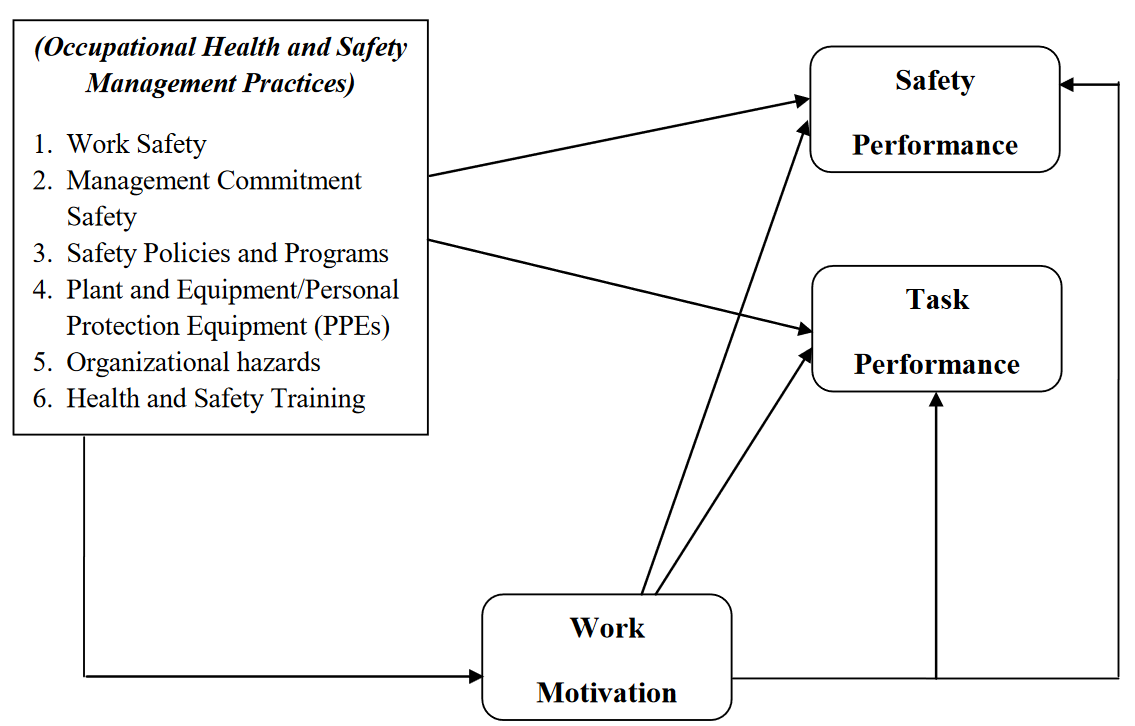 (Occupational Health and Safety
Management Practices)
1. Work Safety
2. Management Commitment
Safety
3. Safety Policies and Programs
4. Plant and Equipment/Personal
Protection Equipment (PPEs)
5. Organizational hazards
6. Health and Safety Training
Safety
Performance
Task
Performance
Work
Motivation